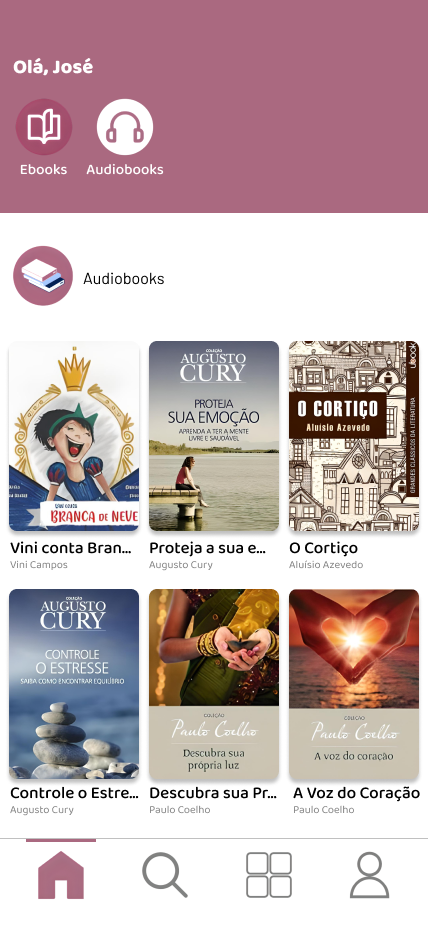 Olá, José
Ebooks
Audiobooks
Audiobooks
VINI CONTA
BRANCA DE NEVE
COLEÇÃO
AUGUSTO
CURY
PROTEJA
SUA EMOÇÃO
APRENDA A TER A MENTE
LIVRE E SAUDÁVEL
O CORTIÇO
Aluísio Azevedo
GRANDES CLÁSSICOS DA LITERATURA
ubook
Vini conta Bran...
Vini Campos
Proteja a sua e...
Augusto Cury
O Cortiço
Aluísio Azevedo
COLEÇÃO
AUGUSTO
CURY
CONTROLE
O ESTRESSE
SAIBA COMO ENCONTRAR EQUILÍBRIO
COLEÇÃO
Paulo Coelho
Descubra sua
própria luz
COLEÇÃO
Paulo Coelho
A voz do coração
Controle o Estre...
Augusto Cury
Descubra sua Pr...
Paulo Coelho
A Voz do Coração
Paulo Coelho